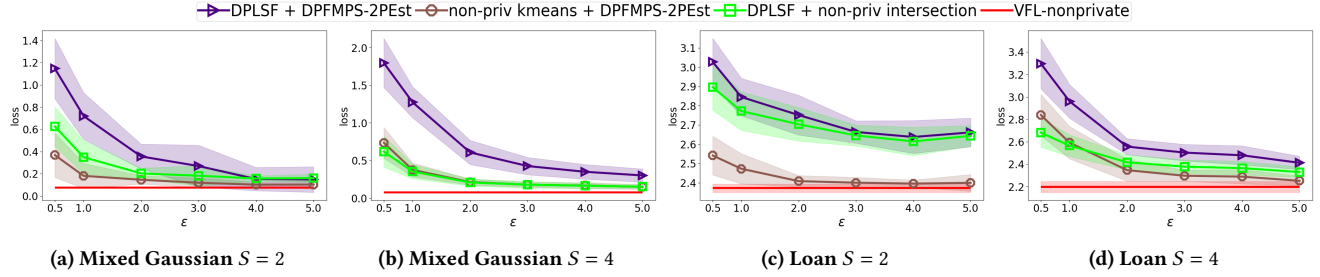 DPLSF + DPFMPS-2PEst non-priv kmeans + DPFMPS-2PEst DPLSF + non-priv intersection VFL-nonprivate
1.4
1.2
1.0
0.8
0.6
0.4
0.2
0.0
loss
0.5 1.0 2.0 3.0 4.0 5.0
ε
(a) Mixed Gaussian S = 2
2.0
1.5
1.0
0.5
0.0
loss
0.5 1.0 2.0 3.0 4.0 5.0
ε
(b) Mixed Gaussian S = 4
3.1
3.0
2.9
2.8
2.7
2.6
2.5
2.4
loss
0.5 1.0 2.0 3.0 4.0 5.0
ε
(c) Loan S = 2
3.4
3.2
3.0
2.8
2.6
2.4
2.2
loss
0.5 1.0 2.0 3.0 4.0 5.0
ε
(d) Loan S = 4